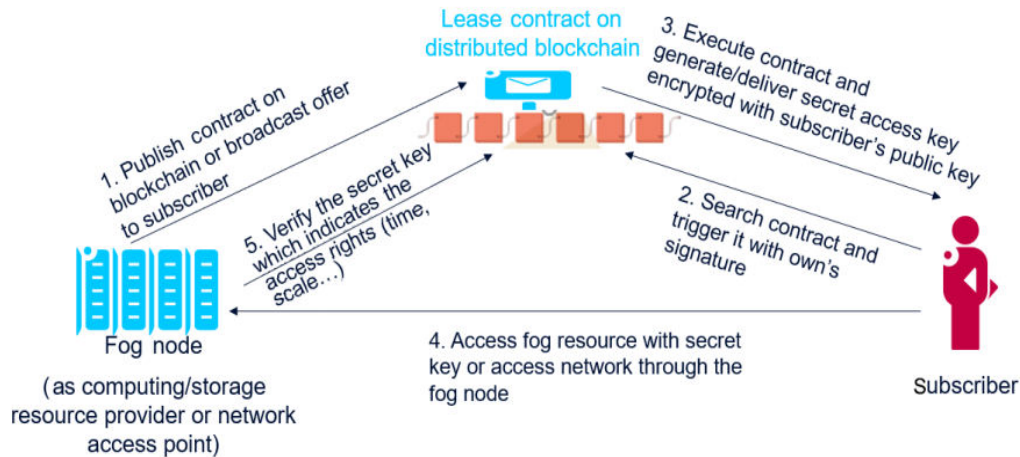 Lease contract on
distributed blockchain
1. Publish contract on
blockchain or broadcast offer
to subscriber
3. Execute contract and
generate/deliver secret access key
encrypted with subscriber's public key
5. Verify the secret key
which indicates the
access rights (time,
scale...)
2. Search contract and
trigger it with own's
signature
4. Access fog resource with secret
key or access network through the
fog node
Fog node
(as computing/storage
resource provider or network
access point)
Subscriber